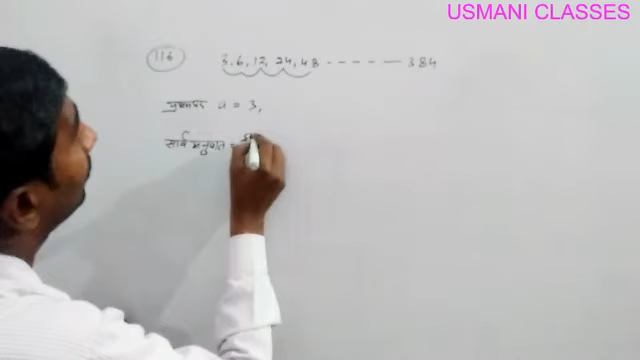 USMANI CLASSES
116 3, 6, 12, 24, 48 ------ 384
प्रथमपद a = 3,
सार्व अनुपात =